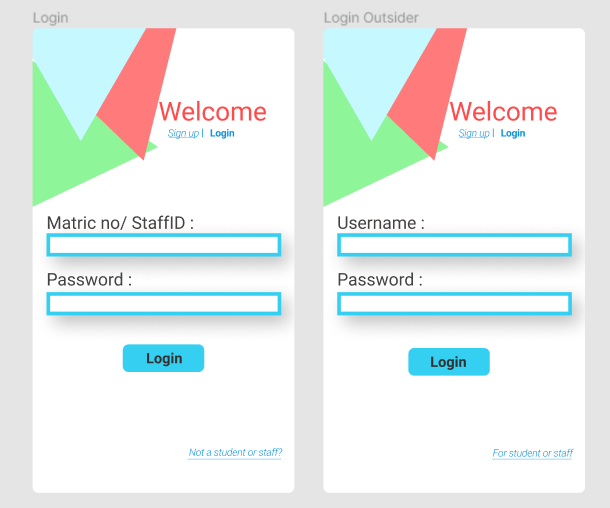 Login
Welcome
Sign up | Login
Matric no/ StaffID :
Password :
Login
Not a student or staff?
Login Outsider
Welcome
Sign up | Login
Username :
Password :
Login
For student or staff